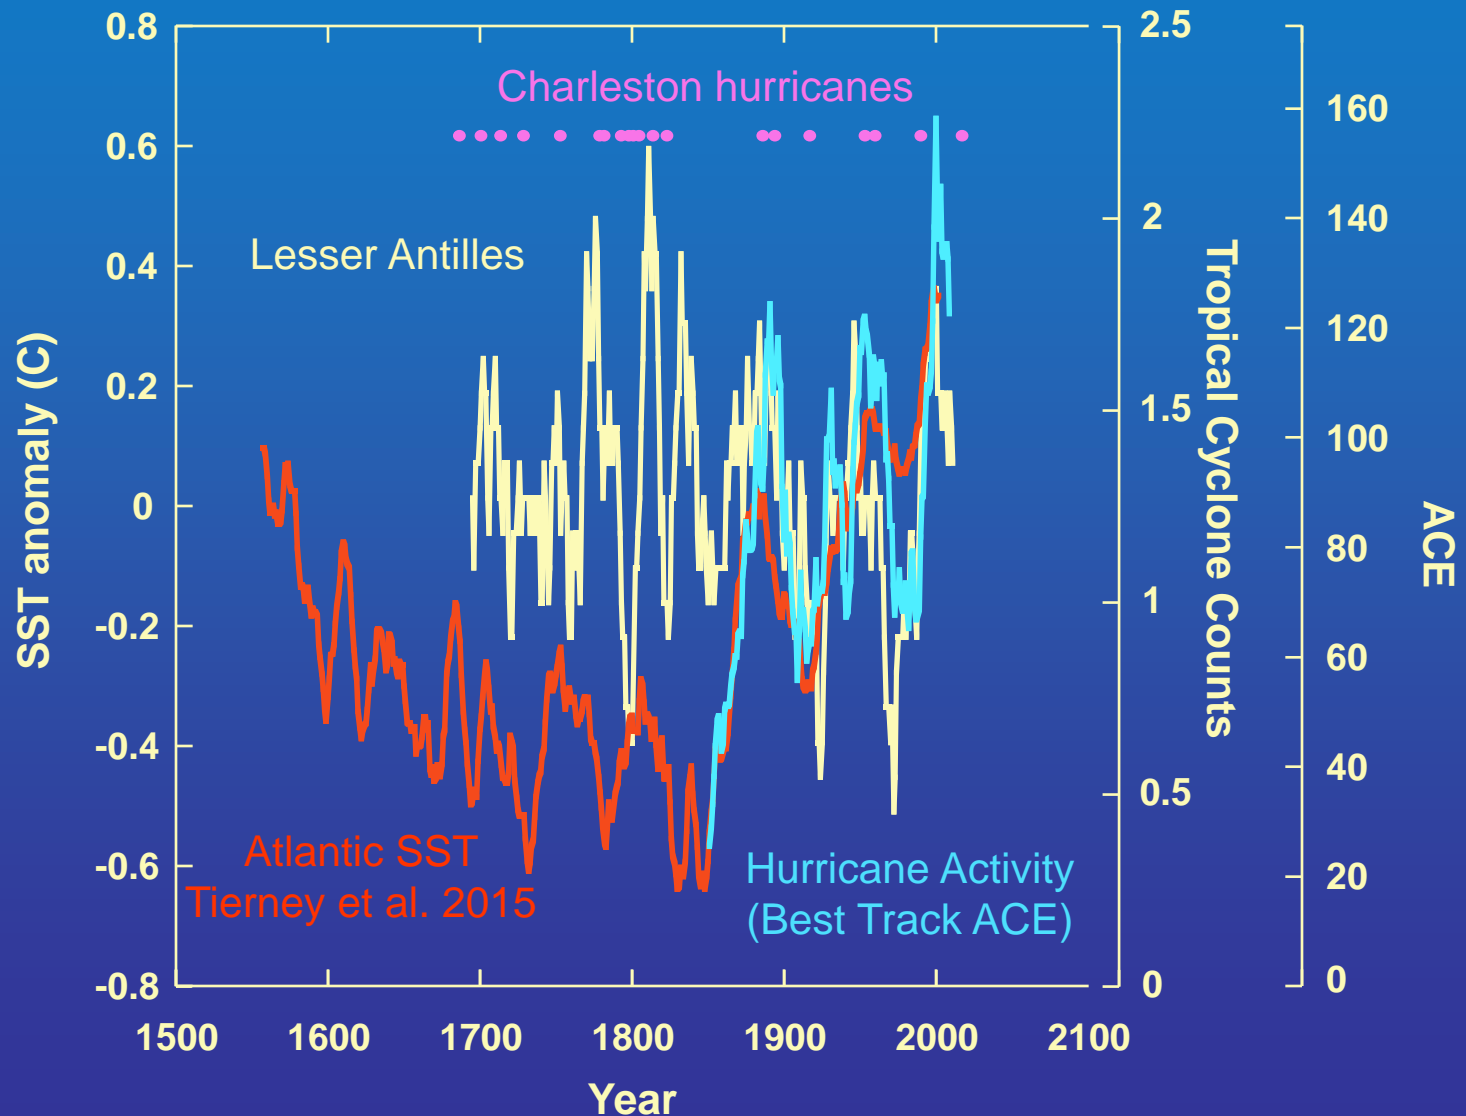 Charleston hurricanes
Lesser Antilles
Atlantic SST
Tierney et al. 2015
Hurricane Activity
(Best Track ACE)
SST anomaly (C)
0.8
0.6
0.4
0.2
0
-0.2
-0.4
-0.6
-0.8
1500 1600 1700 1800 1900 2000 2100
Year
2.5
2
1.5
1
0.5
0
Tropical Cyclone Counts
160
140
120
100
80
60
40
20
0
ACE